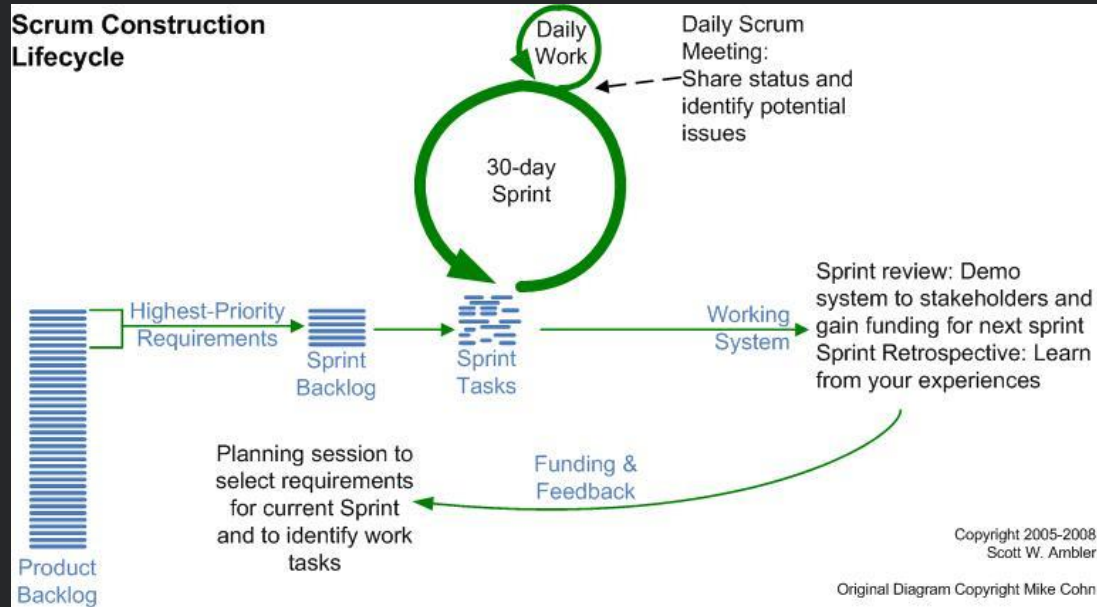 Scrum Construction
Lifecycle
Daily
Work
Daily Scrum
Meeting:
Share status and
identify potential
issues
30-day
Sprint
Highest-Priority
Requirements
Sprint
Backlog
Sprint
Tasks
Working
System
Sprint review: Demo
system to stakeholders and
gain funding for next sprint
Sprint Retrospective: Learn
from your experiences
Planning session to
select requirements
for current Sprint
and to identify work
tasks
Funding &
Feedback
Product
Backlog
Copyright 2005-2008
Scott W. Ambler
Original Diagram Copyright Mike Cohn